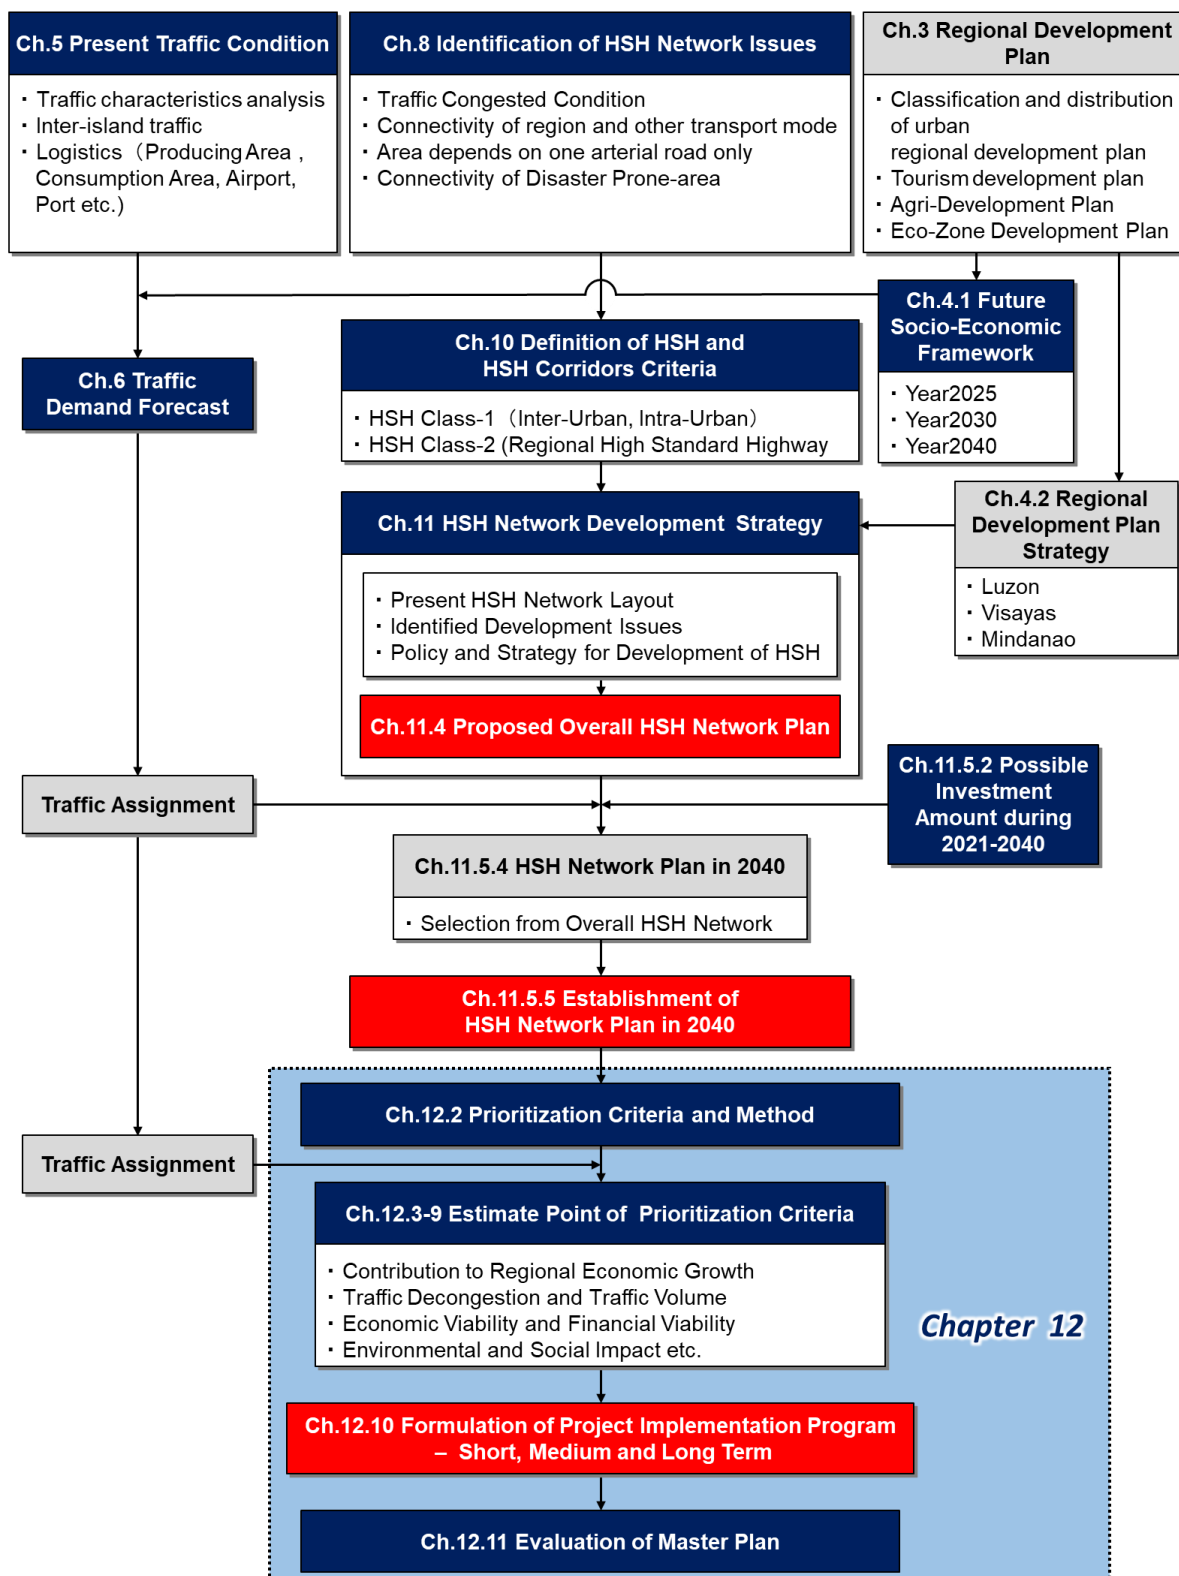 Ch.5 Present Traffic Condition
・ Traffic characteristics analysis
・ Inter-island traffic
・ Logistics（Producing Area ,
Consumption Area, Airport,
Port etc.)
Ch.8 Identification of HSH Network Issues
・ Traffic Congested Condition
・ Connectivity of region and other transport mode
・ Area depends on one arterial road only
・ Connectivity of Disaster Prone-area
Ch.3 Regional Development
Plan
・ Classification and distribution
of urban
regional development plan
・ Tourism development plan
・ Agri-Development Plan
・ Eco-Zone Development Plan
Ch.4.1 Future
Socio-Economic
Framework
・ Year2025
・ Year2030
・ Year2040
Ch.6 Traffic
Demand Forecast
Ch.10 Definition of HSH and
HSH Corridors Criteria
・ HSH Class-1（Inter-Urban, Intra-Urban）
・ HSH Class-2 (Regional High Standard Highway
Ch.4.2 Regional
Development Plan
Strategy
・ Luzon
・ Visayas
・ Mindanao
Ch.11 HSH Network Development Strategy
・ Present HSH Network Layout
・ Identified Development Issues
・ Policy and Strategy for Development of HSH
Ch.11.4 Proposed Overall HSH Network Plan
Traffic Assignment
Ch.11.5.2 Possible
Investment
Amount during
2021-2040
Ch.11.5.4 HSH Network Plan in 2040
・ Selection from Overall HSH Network
Ch.11.5.5 Establishment of
HSH Network Plan in 2040
Ch.12.2 Prioritization Criteria and Method
Traffic Assignment
Ch.12.3-9 Estimate Point of Prioritization Criteria
・ Contribution to Regional Economic Growth
・ Traffic Decongestion and Traffic Volume
・ Economic Viability and Financial Viability
・ Environmental and Social Impact etc.
Chapter 12
Ch.12.10 Formulation of Project Implementation Program
– Short, Medium and Long Term
Ch.12.11 Evaluation of Master Plan